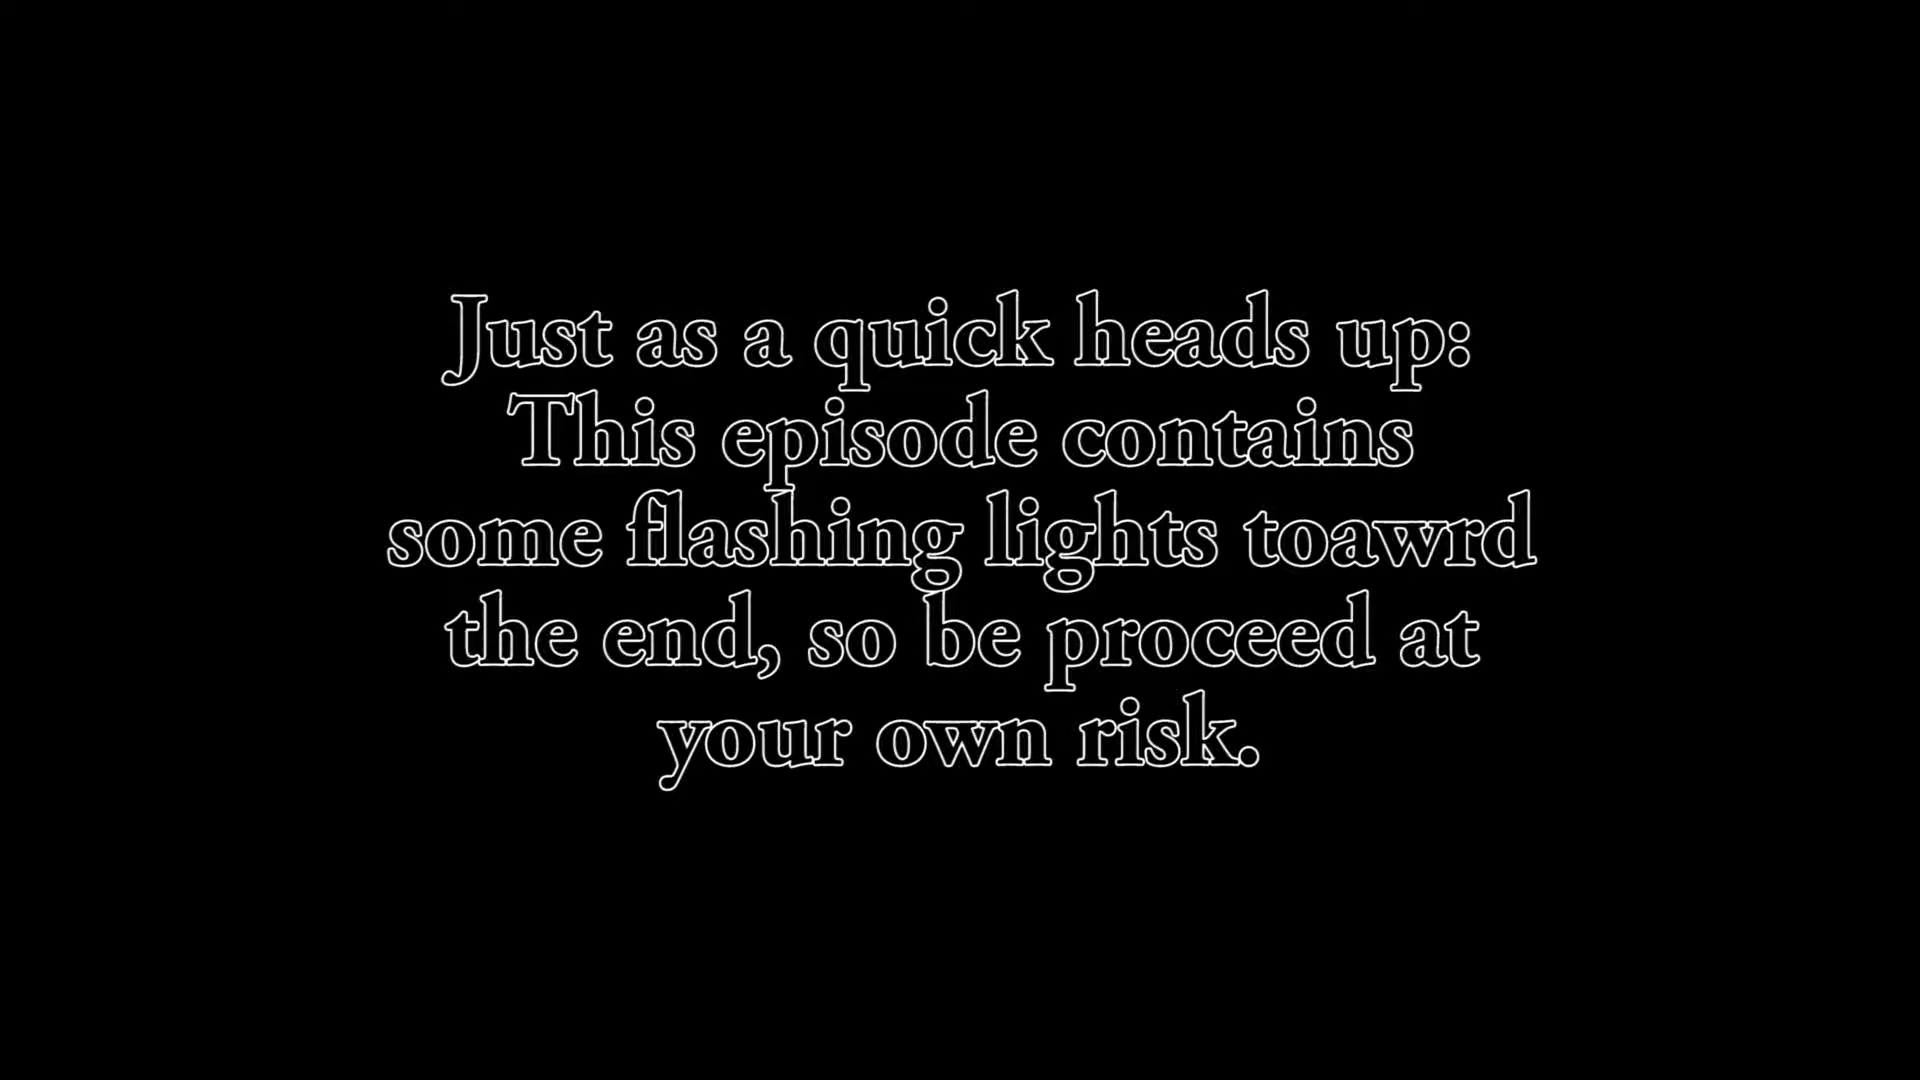 Just as a quick heads up:
This episode contains
some flashing lights toawrd
the end, so be proceed at
your own risk.